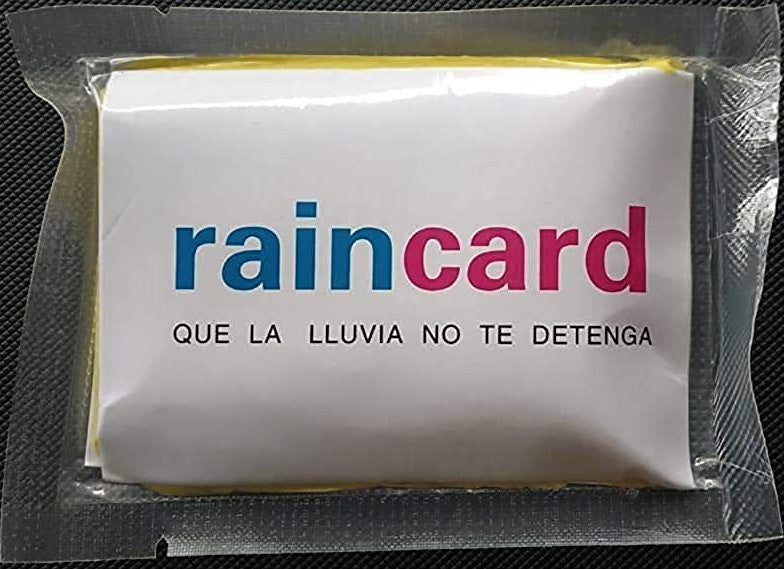 raincard
QUE LA LLUVIA NO TE DETENGA